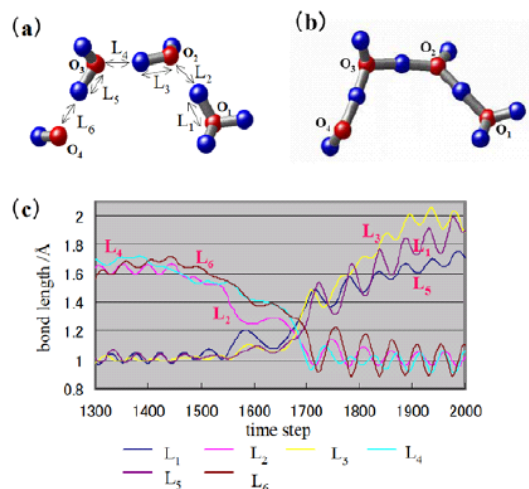 (a)
L₄
O₃
O₂
L₃
L₅
L₂
L₆
L₁
O₁
O₄
(b)
O₃
O₂
O₄
O₁
(c)
bond length /Å
2
1.8
1.6
1.4
1.2
1
0.8
L₄
L₆
L₂
L₃
L₁
L₅
1300 1400 1500 1600 1700 1800 1900 2000
time step
L₁ L₂ L₃ L₄
L₅ L₆